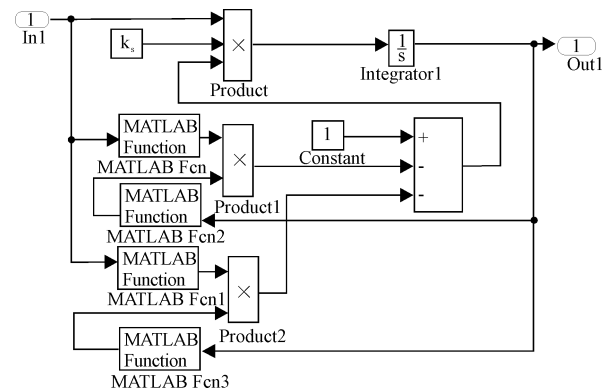 1
In1
kₛ
×
Product
1
s
Integrator1
1
Out1
MATLAB
Function
MATLAB Fcn
×
Product1
1
Constant
+
-
-
MATLAB
Function
MATLAB Fcn2
MATLAB
Function
MATLAB Fcn1
×
Product2
MATLAB
Function
MATLAB Fcn3